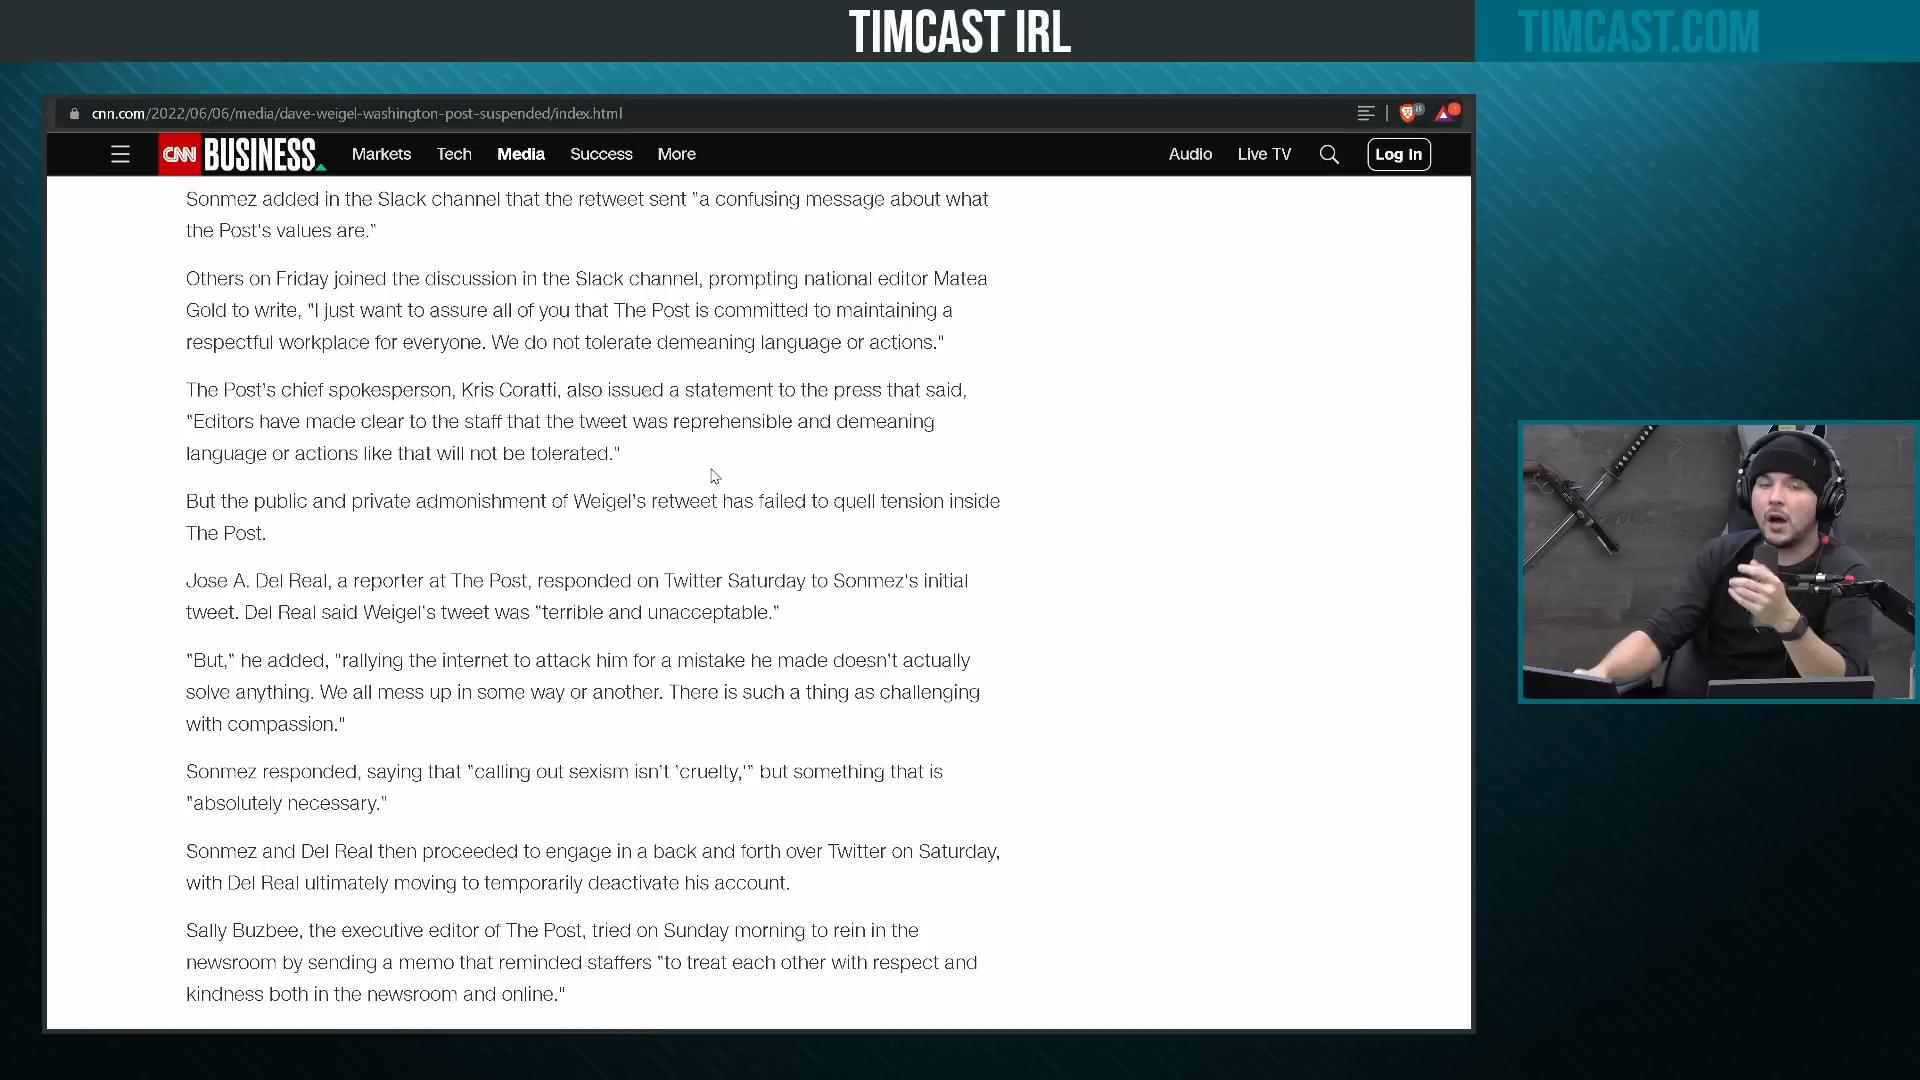 TIMCAST IRL
TIMCAST.COM
cnn.com/2022/06/06/media/dave-weigel-washington-post-suspended/index.html
CNN BUSINESS Markets Tech Media Success More Audio Live TV Log In
Sonmez added in the Slack channel that the retweet sent "a confusing message about what
the Post's values are."
Others on Friday joined the discussion in the Slack channel, prompting national editor Matea
Gold to write, "I just want to assure all of you that The Post is committed to maintaining a
respectful workplace for everyone. We do not tolerate demeaning language or actions."
The Post's chief spokesperson, Kris Coratti, also issued a statement to the press that said,
"Editors have made clear to the staff that the tweet was reprehensible and demeaning
language or actions like that will not be tolerated."
But the public and private admonishment of Weigel's retweet has failed to quell tension inside
The Post.
Jose A. Del Real, a reporter at The Post, responded on Twitter Saturday to Sonmez's initial
tweet. Del Real said Weigel's tweet was "terrible and unacceptable."
"But," he added, "rallying the internet to attack him for a mistake he made doesn't actually
solve anything. We all mess up in some way or another. There is such a thing as challenging
with compassion."
Sonmez responded, saying that "calling out sexism isn't 'cruelty,'" but something that is
"absolutely necessary."
Sonmez and Del Real then proceeded to engage in a back and forth over Twitter on Saturday,
with Del Real ultimately moving to temporarily deactivate his account.
Sally Buzbee, the executive editor of The Post, tried on Sunday morning to rein in the
newsroom by sending a memo that reminded staffers "to treat each other with respect and
kindness both in the newsroom and online."